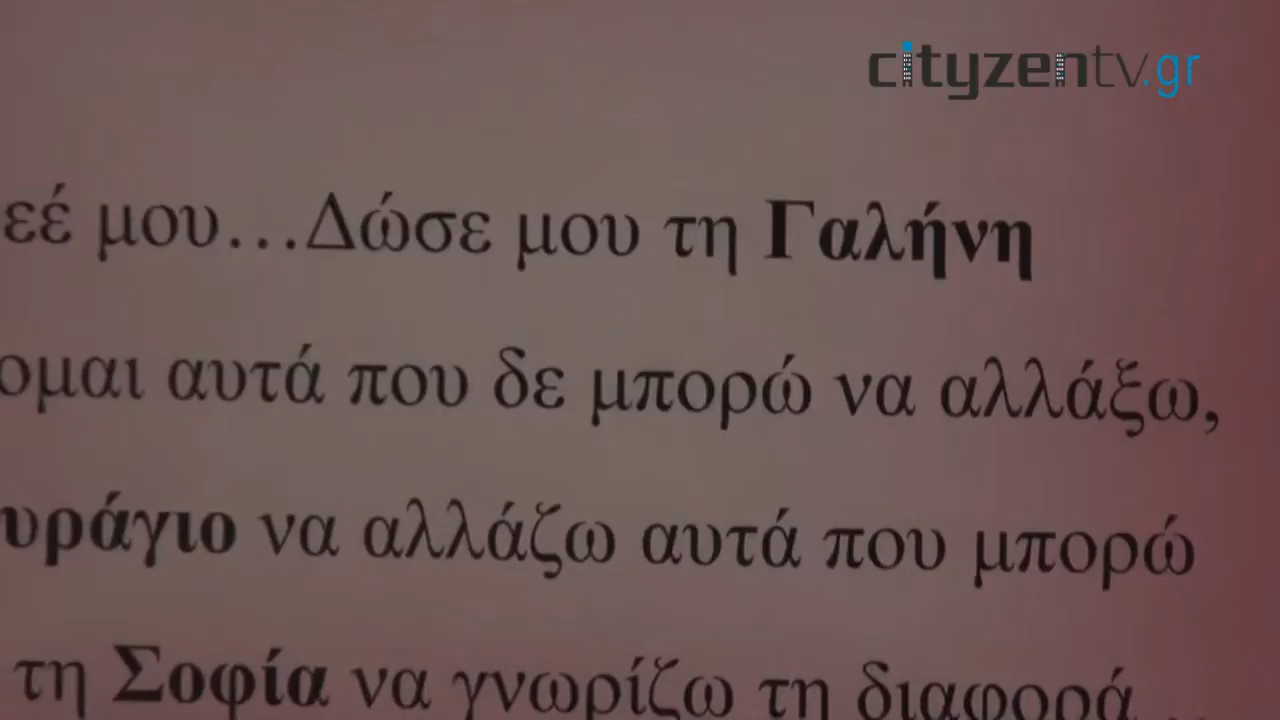 cityzentv.gr
εέ μου...Δώσε μου τη Γαλήνη
ομαι αυτά που δε μπορώ να αλλάξω,
υράγιο να αλλάζω αυτά που μπορώ
τη Σοφία να γνωρίζω τη διαφορά...